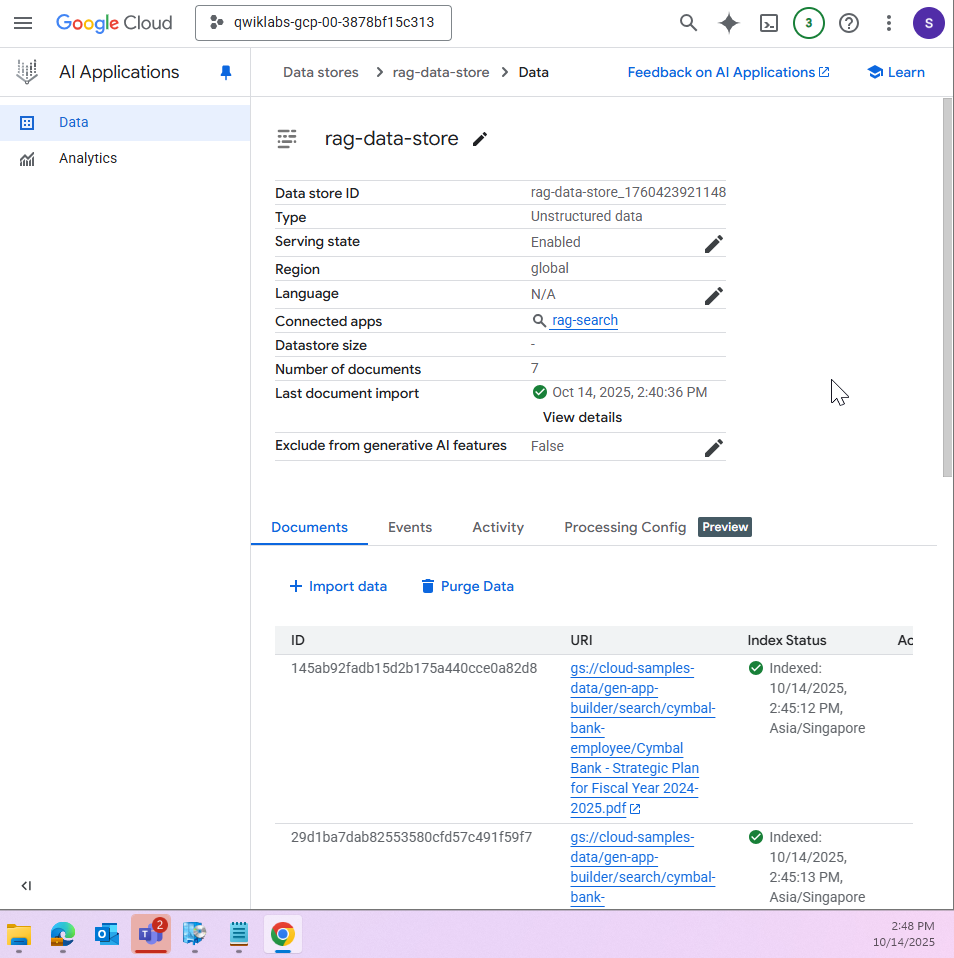 Google Cloud
qwiklabs-gcp-00-3878bf15c313
3
S
AI Applications
Data stores
rag-data-store
Data
Feedback on AI Applications
Learn
Data
Analytics
rag-data-store
Data store ID
rag-data-store_1760423921148
Type
Unstructured data
Serving state
Enabled
Region
global
Language
N/A
Connected apps
rag-search
Datastore size
-
Number of documents
7
Last document import
Oct 14, 2025, 2:40:36 PM
View details
Exclude from generative AI features
False
Documents
Events
Activity
Processing Config
Preview
Import data
Purge Data
ID
URI
Index Status
Ac
145ab92fadb15d2b175a440cce0a82d8
gs://cloud-samples-
data/gen-app-
builder/search/cymbal-
bank-
employee/Cymbal
Bank - Strategic Plan
for Fiscal Year 2024-
2025.pdf
Indexed:
10/14/2025,
2:45:12 PM,
Asia/Singapore
29d1ba7dab82553580cfd57c491f59f7
gs://cloud-samples-
data/gen-app-
builder/search/cymbal-
bank-
Indexed:
10/14/2025,
2:45:13 PM,
Asia/Singapore
2
2:48 PM
10/14/2025